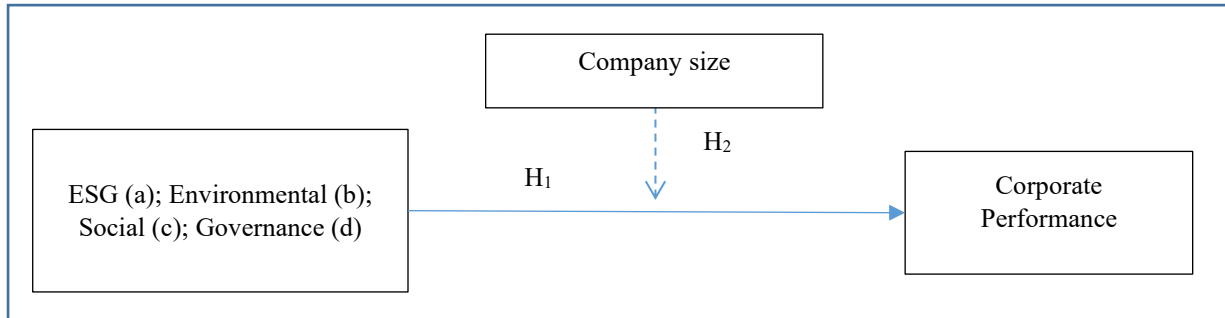 Company size
H₂
H₁
ESG (a); Environmental (b);
Social (c); Governance (d)
Corporate
Performance